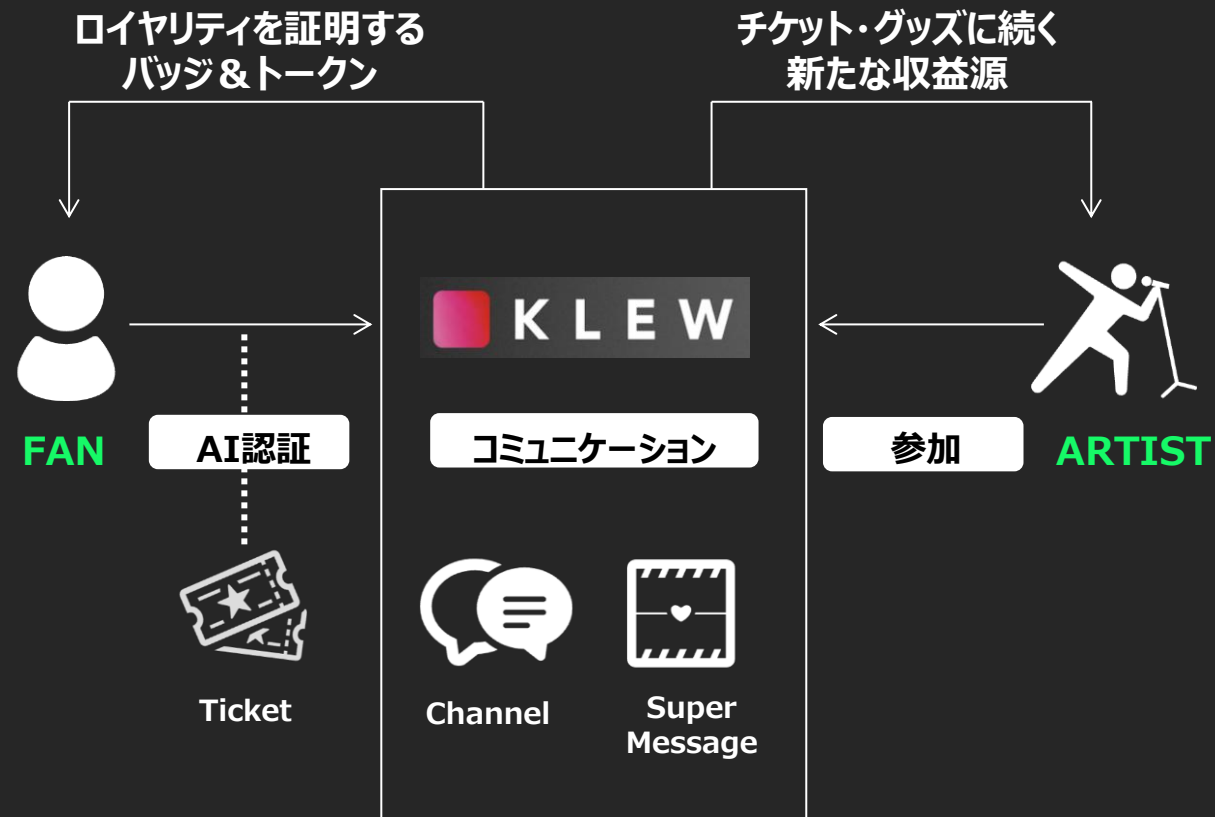 ロイヤリティを証明する
バッジ＆トークン
チケット・グッズに続く
新たな収益源
KLEW
FAN
AI認証
コミュニケーション
参加
ARTIST
Ticket
Channel
Super
Message